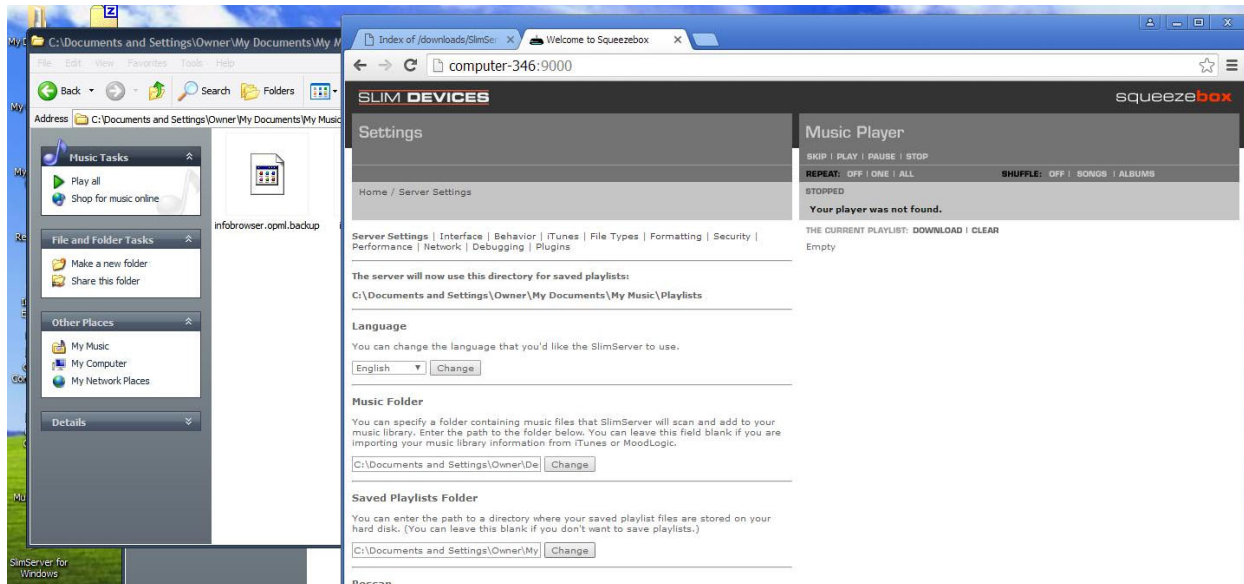 C:\Documents and Settings\Owner\My Documents\My M
File Edit View Favorites Tools Help
Back
Search
Folders
Address C:\Documents and Settings\Owner\My Documents\My Music
Music Tasks
Play all
Shop for music online
File and Folder Tasks
Make a new folder
Share this folder
Other Places
My Music
My Computer
My Network Places
Details
infobrowser.opml.backup
SlimServer for
Windows
Index of /downloads/SlimSer
Welcome to Squeezebox
computer-346:9000
SLIM DEVICES
squeezebox
Settings
Home / Server Settings
Server Settings | Interface | Behavior | iTunes | File Types | Formatting | Security |
Performance | Network | Debugging | Plugins
The server will now use this directory for saved playlists:
C:\Documents and Settings\Owner\My Documents\My Music\Playlists
Language
You can change the language that you'd like the SlimServer to use.
English
Change
Music Folder
You can specify a folder containing music files that SlimServer will scan and add to your
music library. Enter the path to the folder below. You can leave this field blank if you are
importing your music library information from iTunes or MoodLogic.
C:\Documents and Settings\Owner\De
Change
Saved Playlists Folder
You can enter the path to a directory where your saved playlist files are stored on your
hard disk. (You can leave this blank if you don't want to save playlists.)
C:\Documents and Settings\Owner\My
Change
Rescan
Music Player
SKIP | PLAY | PAUSE | STOP
REPEAT: OFF | ONE | ALL
SHUFFLE: OFF | SONGS | ALBUMS
STOPPED
Your player was not found.
THE CURRENT PLAYLIST: DOWNLOAD | CLEAR
Empty